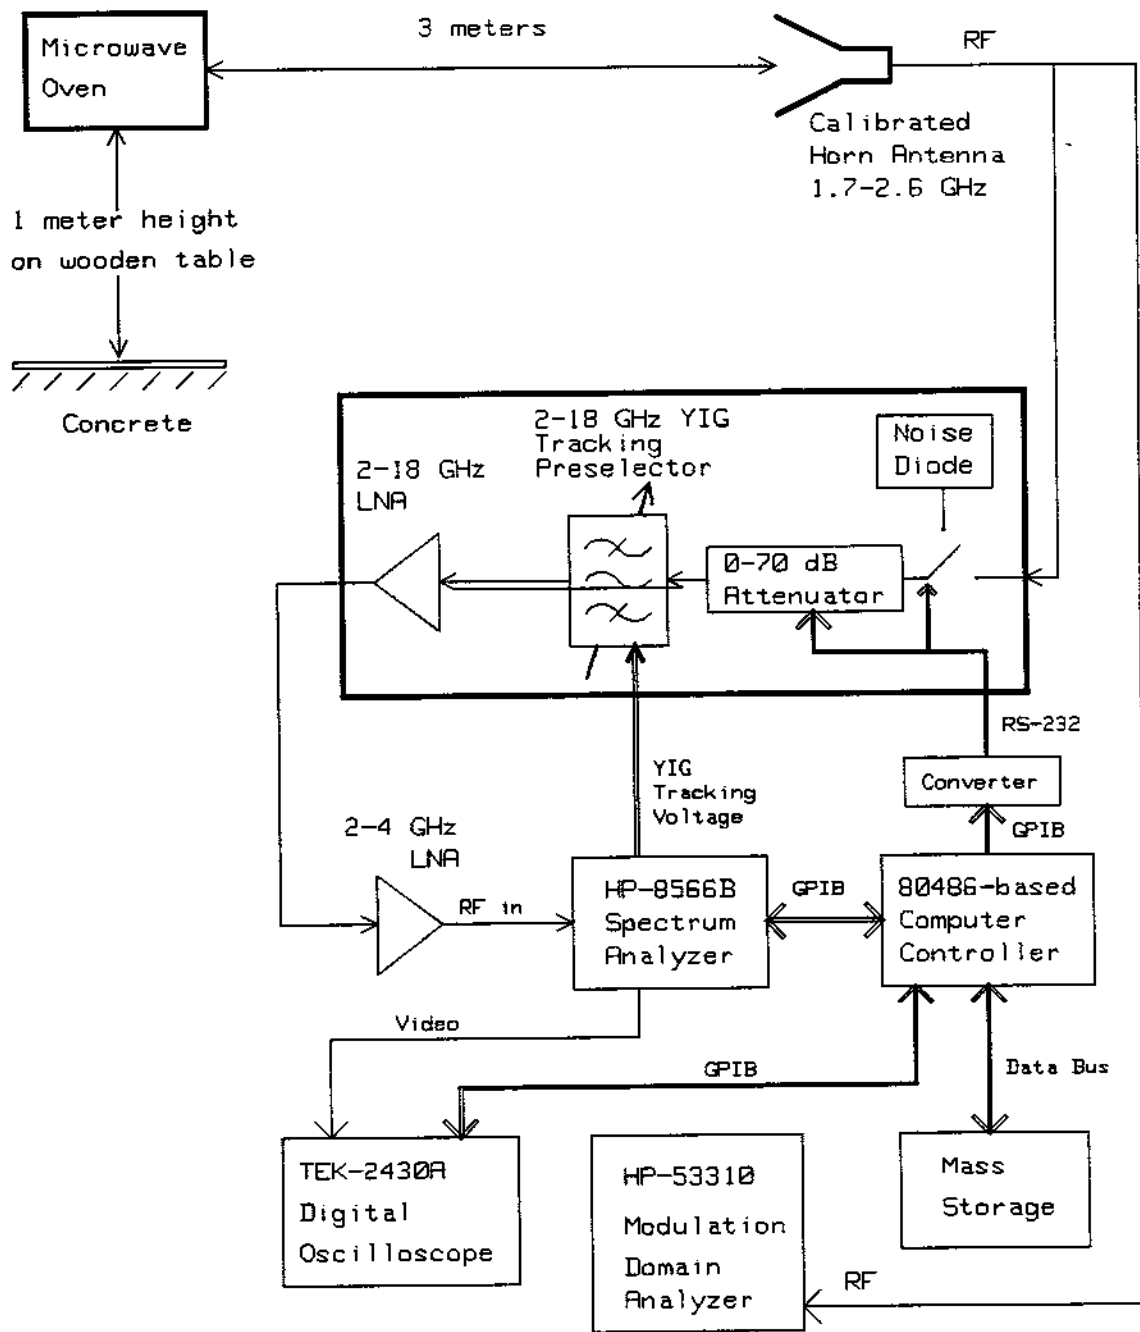 3 meters
RF
Microwave
Oven
Calibrated
Horn Antenna
1.7-2.6 GHz
1 meter height
on wooden table
Concrete
2-18 GHz YIG
Tracking
Preselector
Noise
Diode
2-18 GHz
LNA
0-70 dB
Attenuator
RS-232
YIG
Tracking
Voltage
Converter
GPIB
2-4 GHz
LNA
RF in
HP-8566B
Spectrum
Analyzer
GPIB
80486-based
Computer
Controller
Video
GPIB
Data Bus
TEK-2430A
Digital
Oscilloscope
HP-53310
Modulation
Domain
Analyzer
Mass
Storage
RF